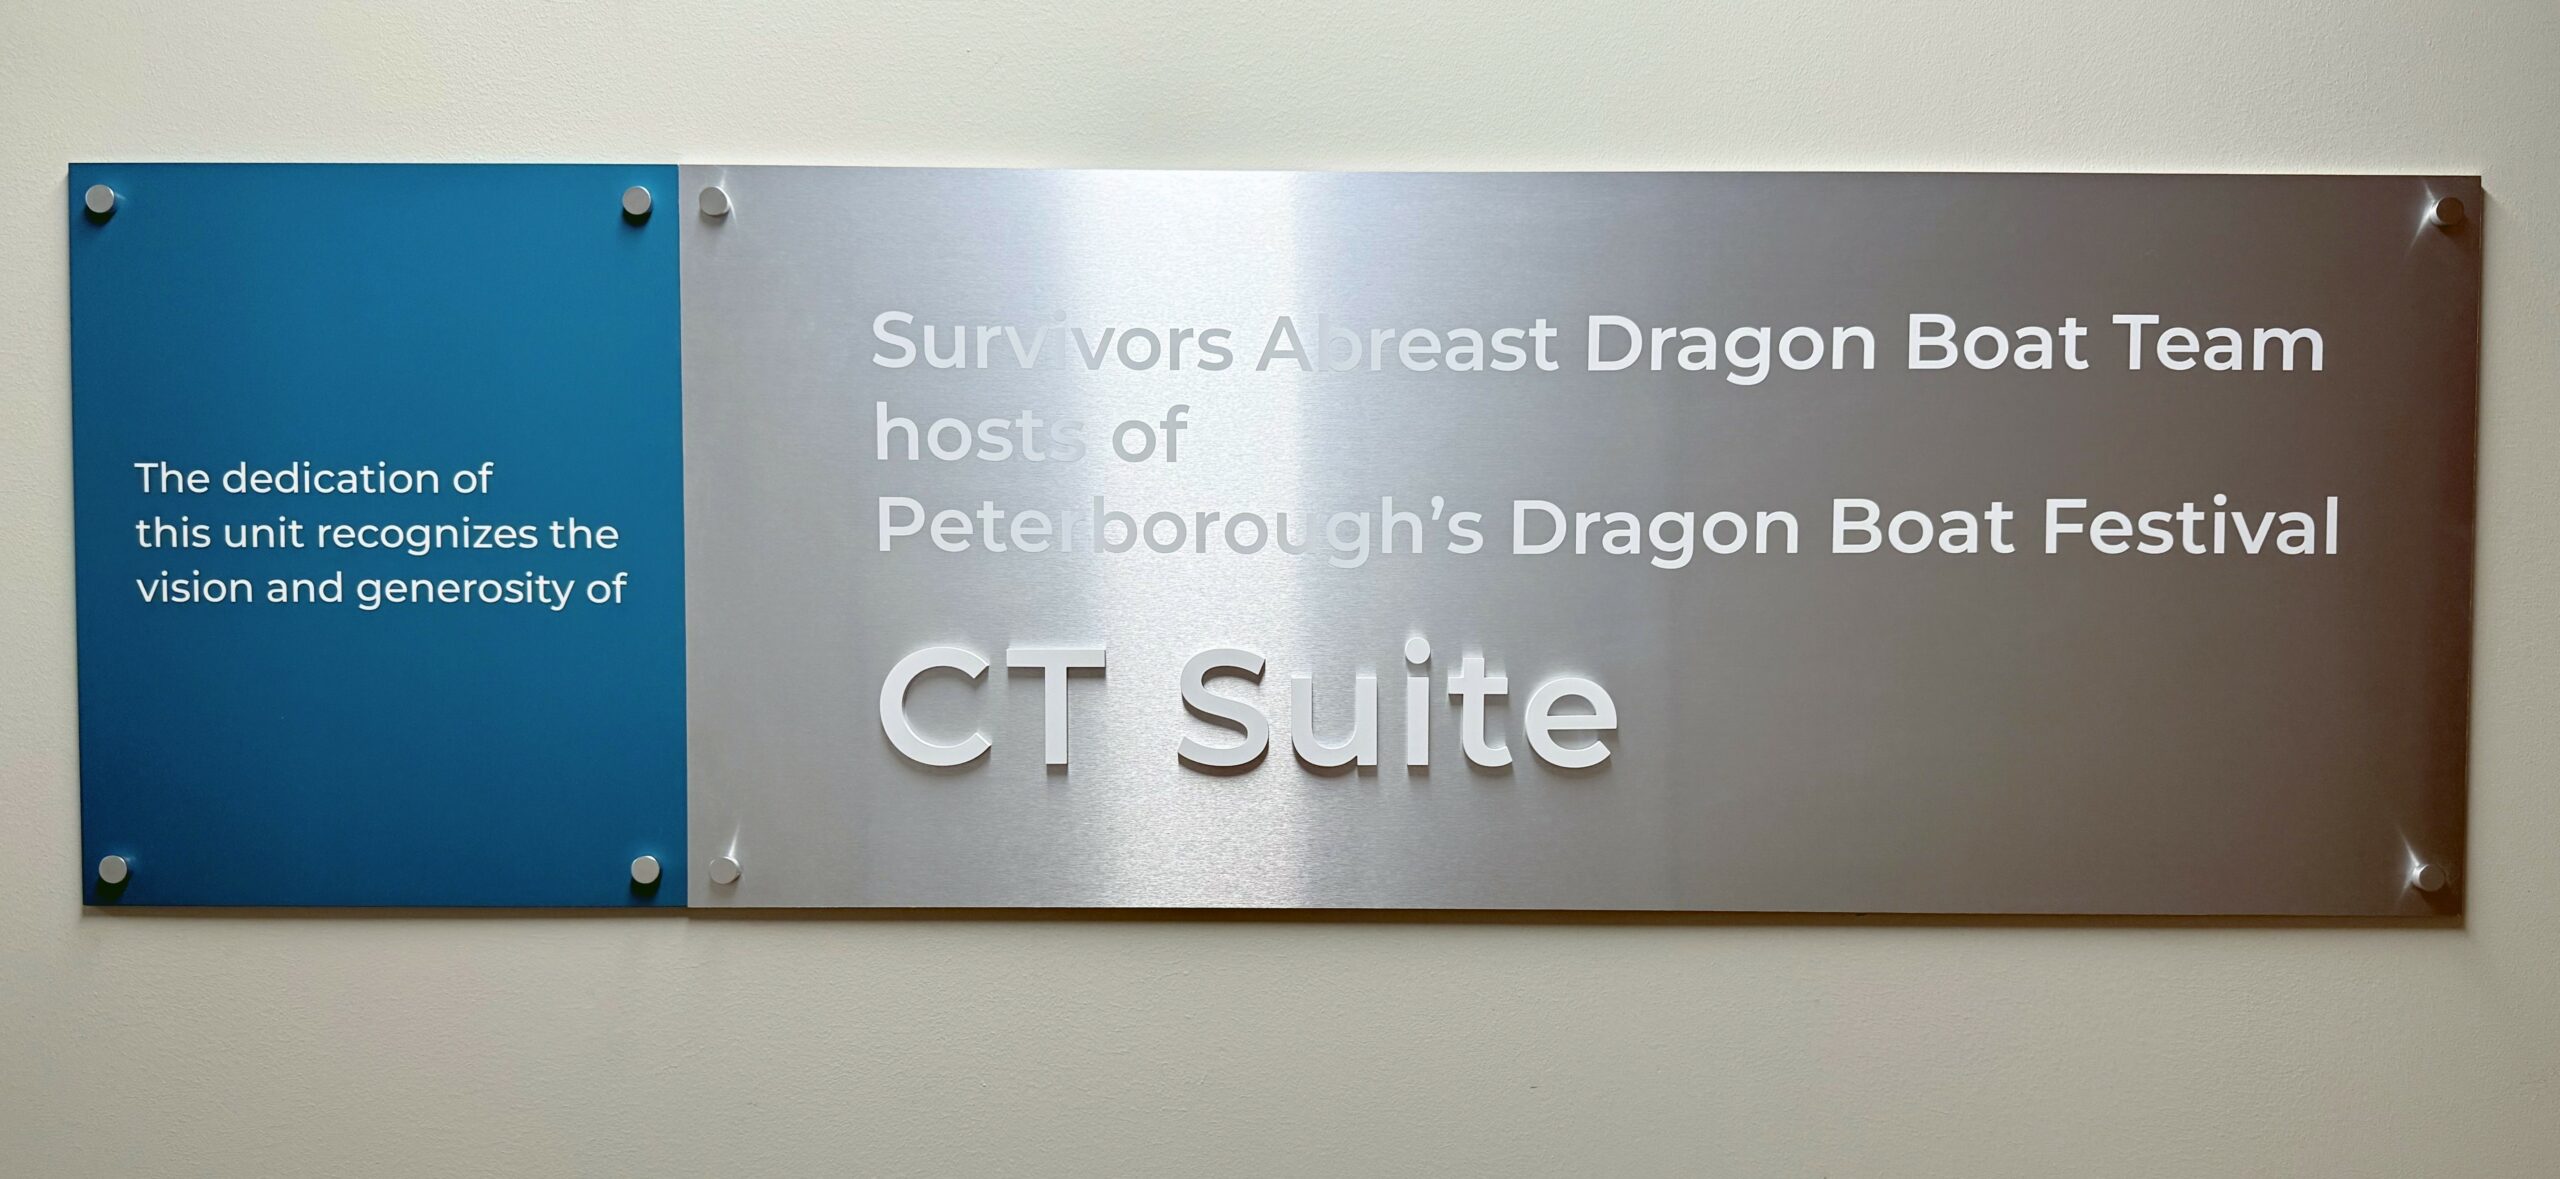 The dedication of
this unit recognizes the
vision and generosity of
Survivors Abreast Dragon Boat Team
hosts of
Peterborough’s Dragon Boat Festival
CT Suite